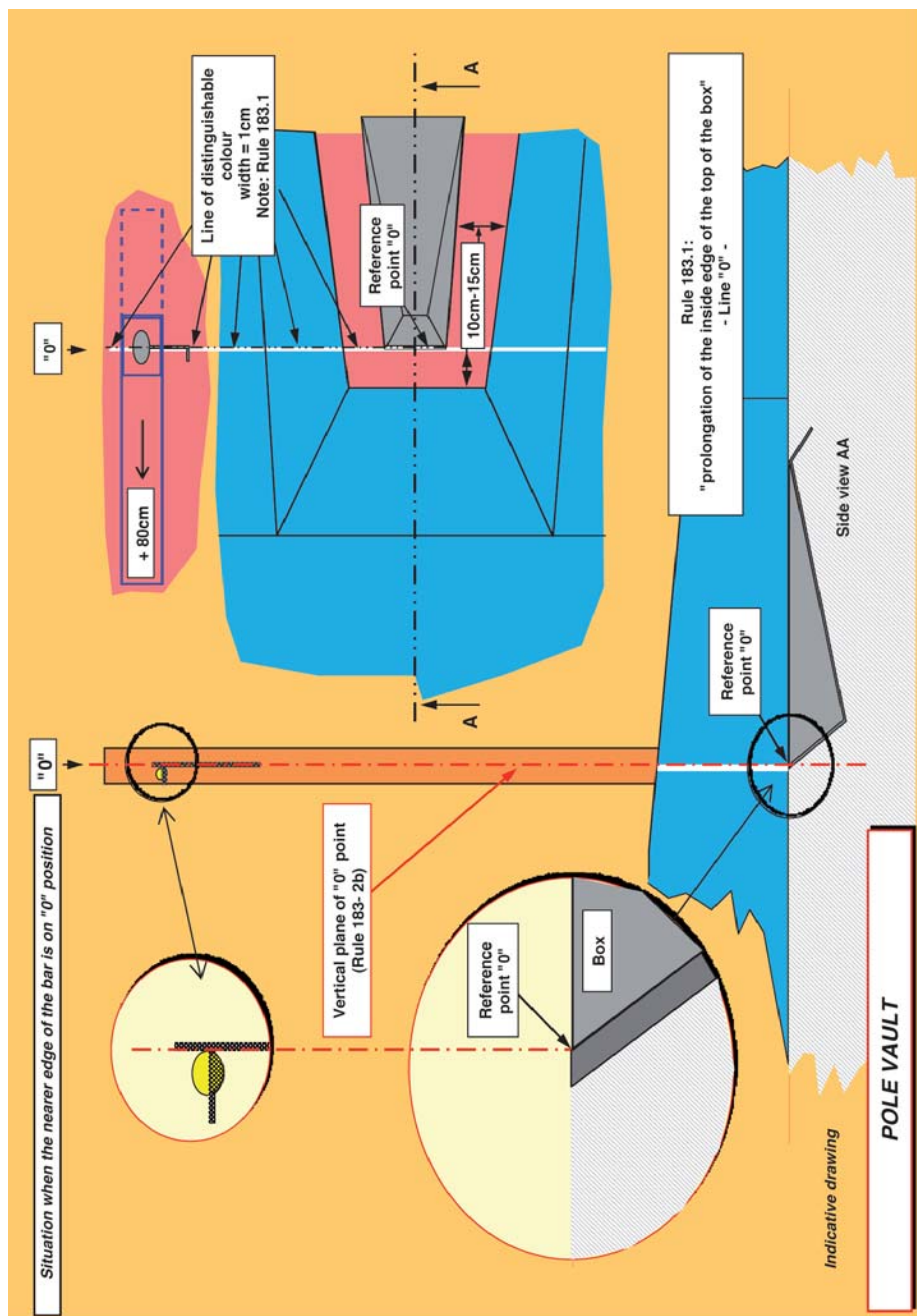 Situation when the nearer edge of the bar is on "0" position
"0"
"0"
+ 80cm
Line of distinguishable
colour
width = 1cm
Note: Rule 183.1
Reference
point "0"
10cm-15cm
A
A
Vertical plane of "0" point
(Rule 183- 2b)
Reference
point "0"
Box
Reference
point "0"
Rule 183.1:
"prolongation of the inside edge of the top of the box"
- Line "0" -
Side view AA
Indicative drawing
POLE VAULT